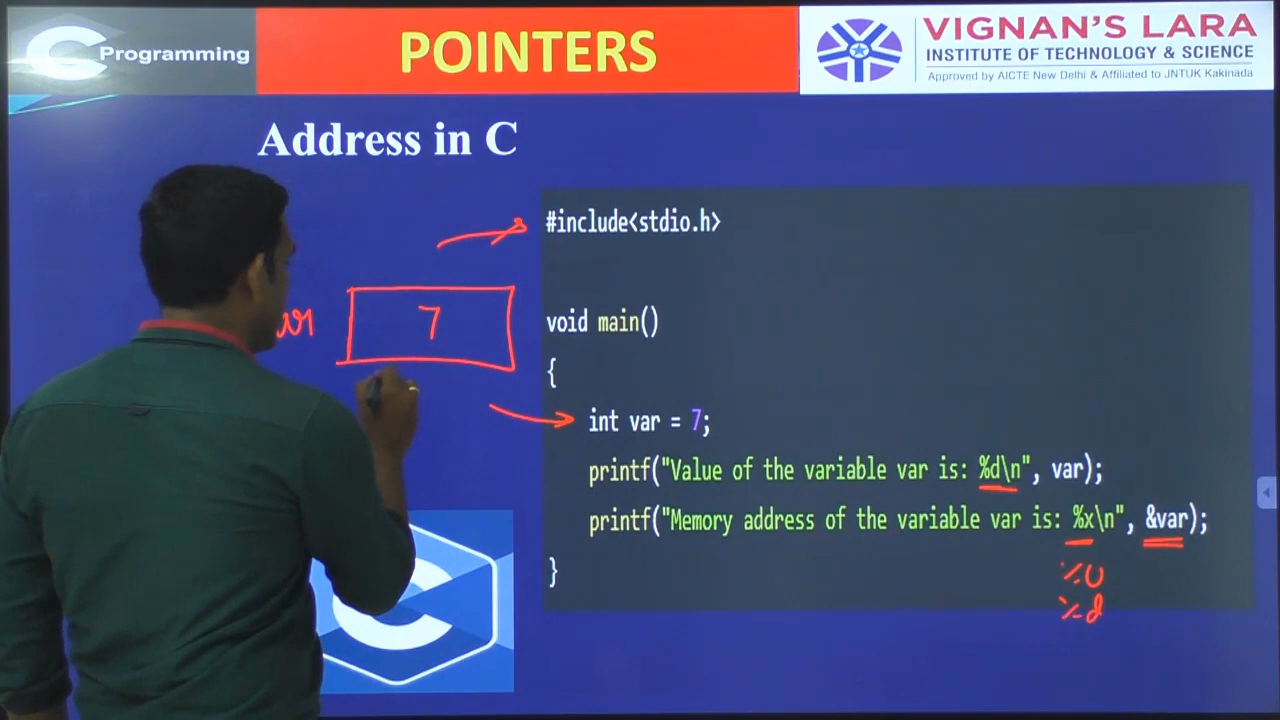 C Programming
POINTERS
VIGNAN'S LARA
INSTITUTE OF TECHNOLOGY & SCIENCE
Approved by AICTE New Delhi & Affiliated to JNTUK Kakinada
Address in C
#include<stdio.h>
7
void main()
{
int var = 7;
printf("Value of the variable var is: %d\n", var);
printf("Memory address of the variable var is: %x\n", &var);
}
%u
%d
C